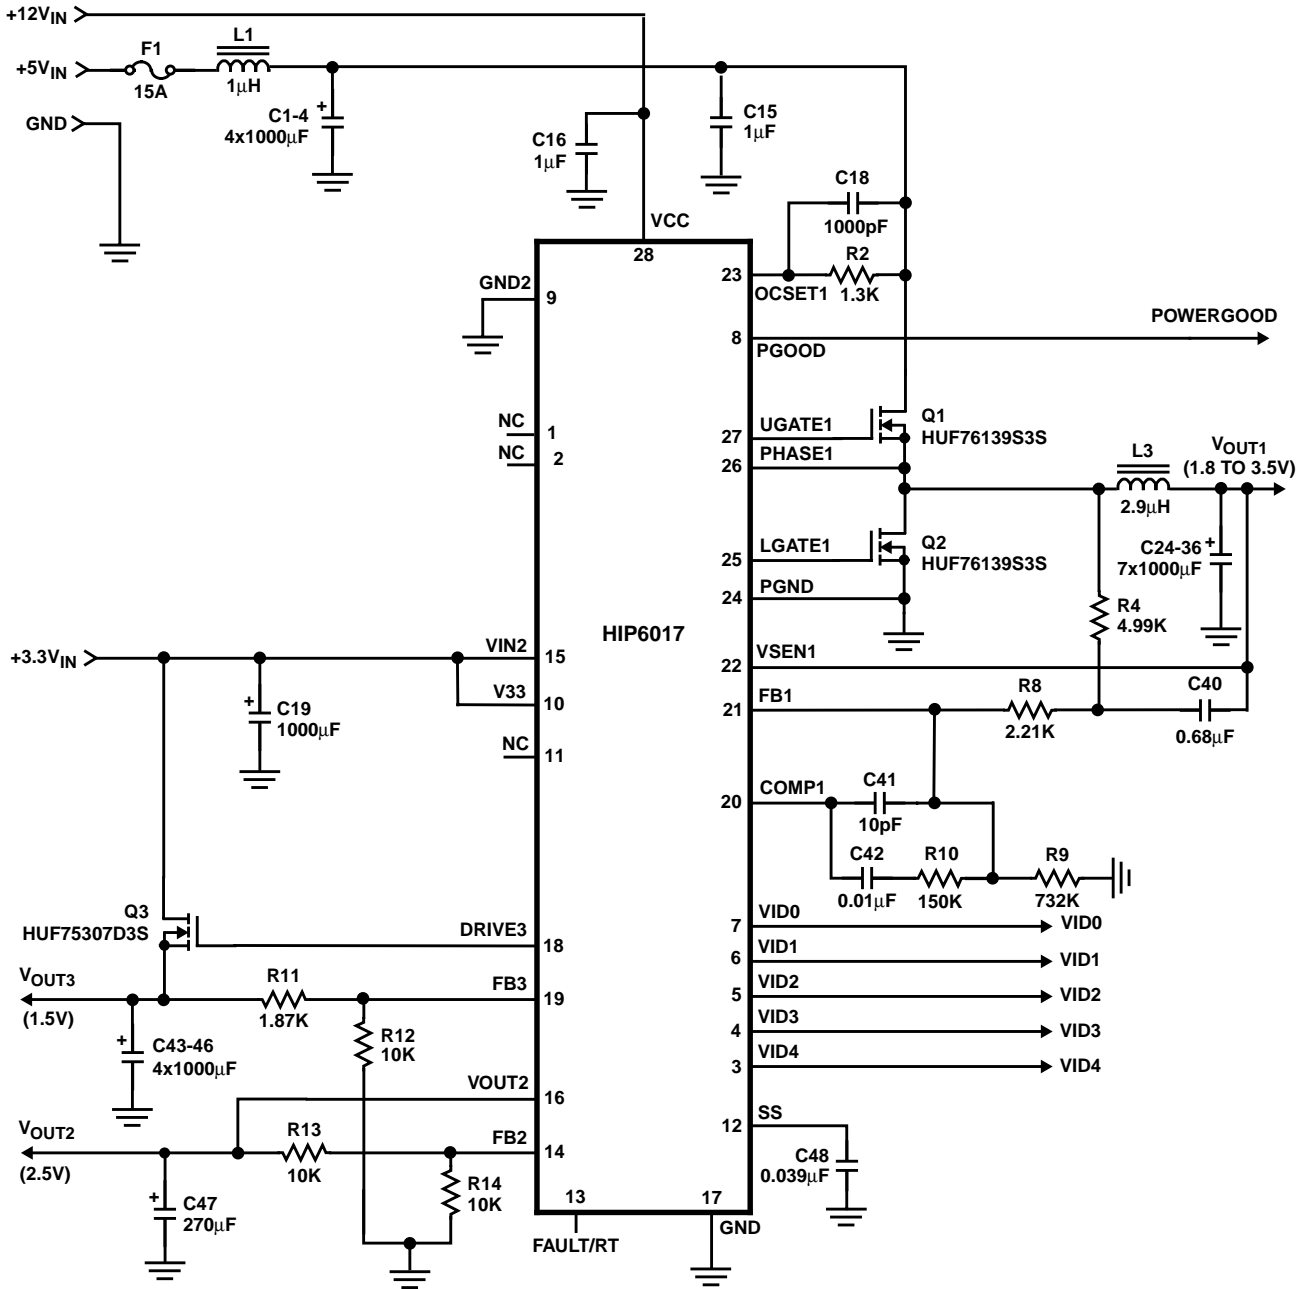 +12VIN
+5VIN
F1
15A
L1
1μH
GND
C1-4
+
4x1000μF
C16
1μF
C15
1μF
C18
1000pF
VCC
28
R2
1.3K
23
OCSET1
GND2
9
POWERGOOD
8
PGOOD
NC
1
NC
2
27
UGATE1
Q1
HUF76139S3S
26
PHASE1
L3
2.9μH
VOUT1
(1.8 TO 3.5V)
25
LGATE1
Q2
HUF76139S3S
C24-36
+
7x1000μF
24
PGND
R4
4.99K
HIP6017
+3.3VIN
VIN2
15
22
VSEN1
V33
10
21
FB1
R8
2.21K
C40
0.68μF
+
C19
1000μF
NC
11
20
COMP1
C41
10pF
C42
0.01μF
R10
150K
R9
732K
Q3
HUF75307D3S
DRIVE3
18
7
VID0
VID0
6
VID1
VID1
5
VID2
VID2
4
VID3
VID3
3
VID4
VID4
VOUT3
(1.5V)
R11
1.87K
FB3
19
R12
10K
+
C43-46
4x1000μF
VOUT2
16
12
SS
C48
0.039μF
VOUT2
(2.5V)
R13
10K
FB2
14
R14
10K
+
C47
270μF
13
FAULT/RT
17
GND